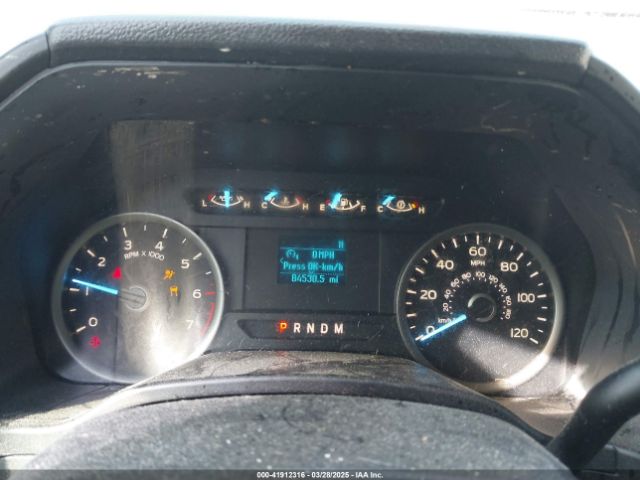 L H C H E F C H
0 1 2 3 4 5 6 7
RPM X 1000
0 MPH
Press OK-km/h
84530.5 mi
P R N D M
0 20 40 60 80 100 120
MPH
km/h
000-41912316 | 03/28/2025 | IAA Inc.